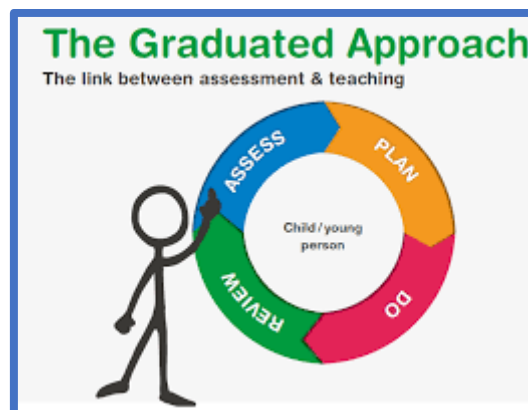 The Graduated Approach
The link between assessment & teaching
ASSESS
PLAN
Child / young
person
REVIEW
DO